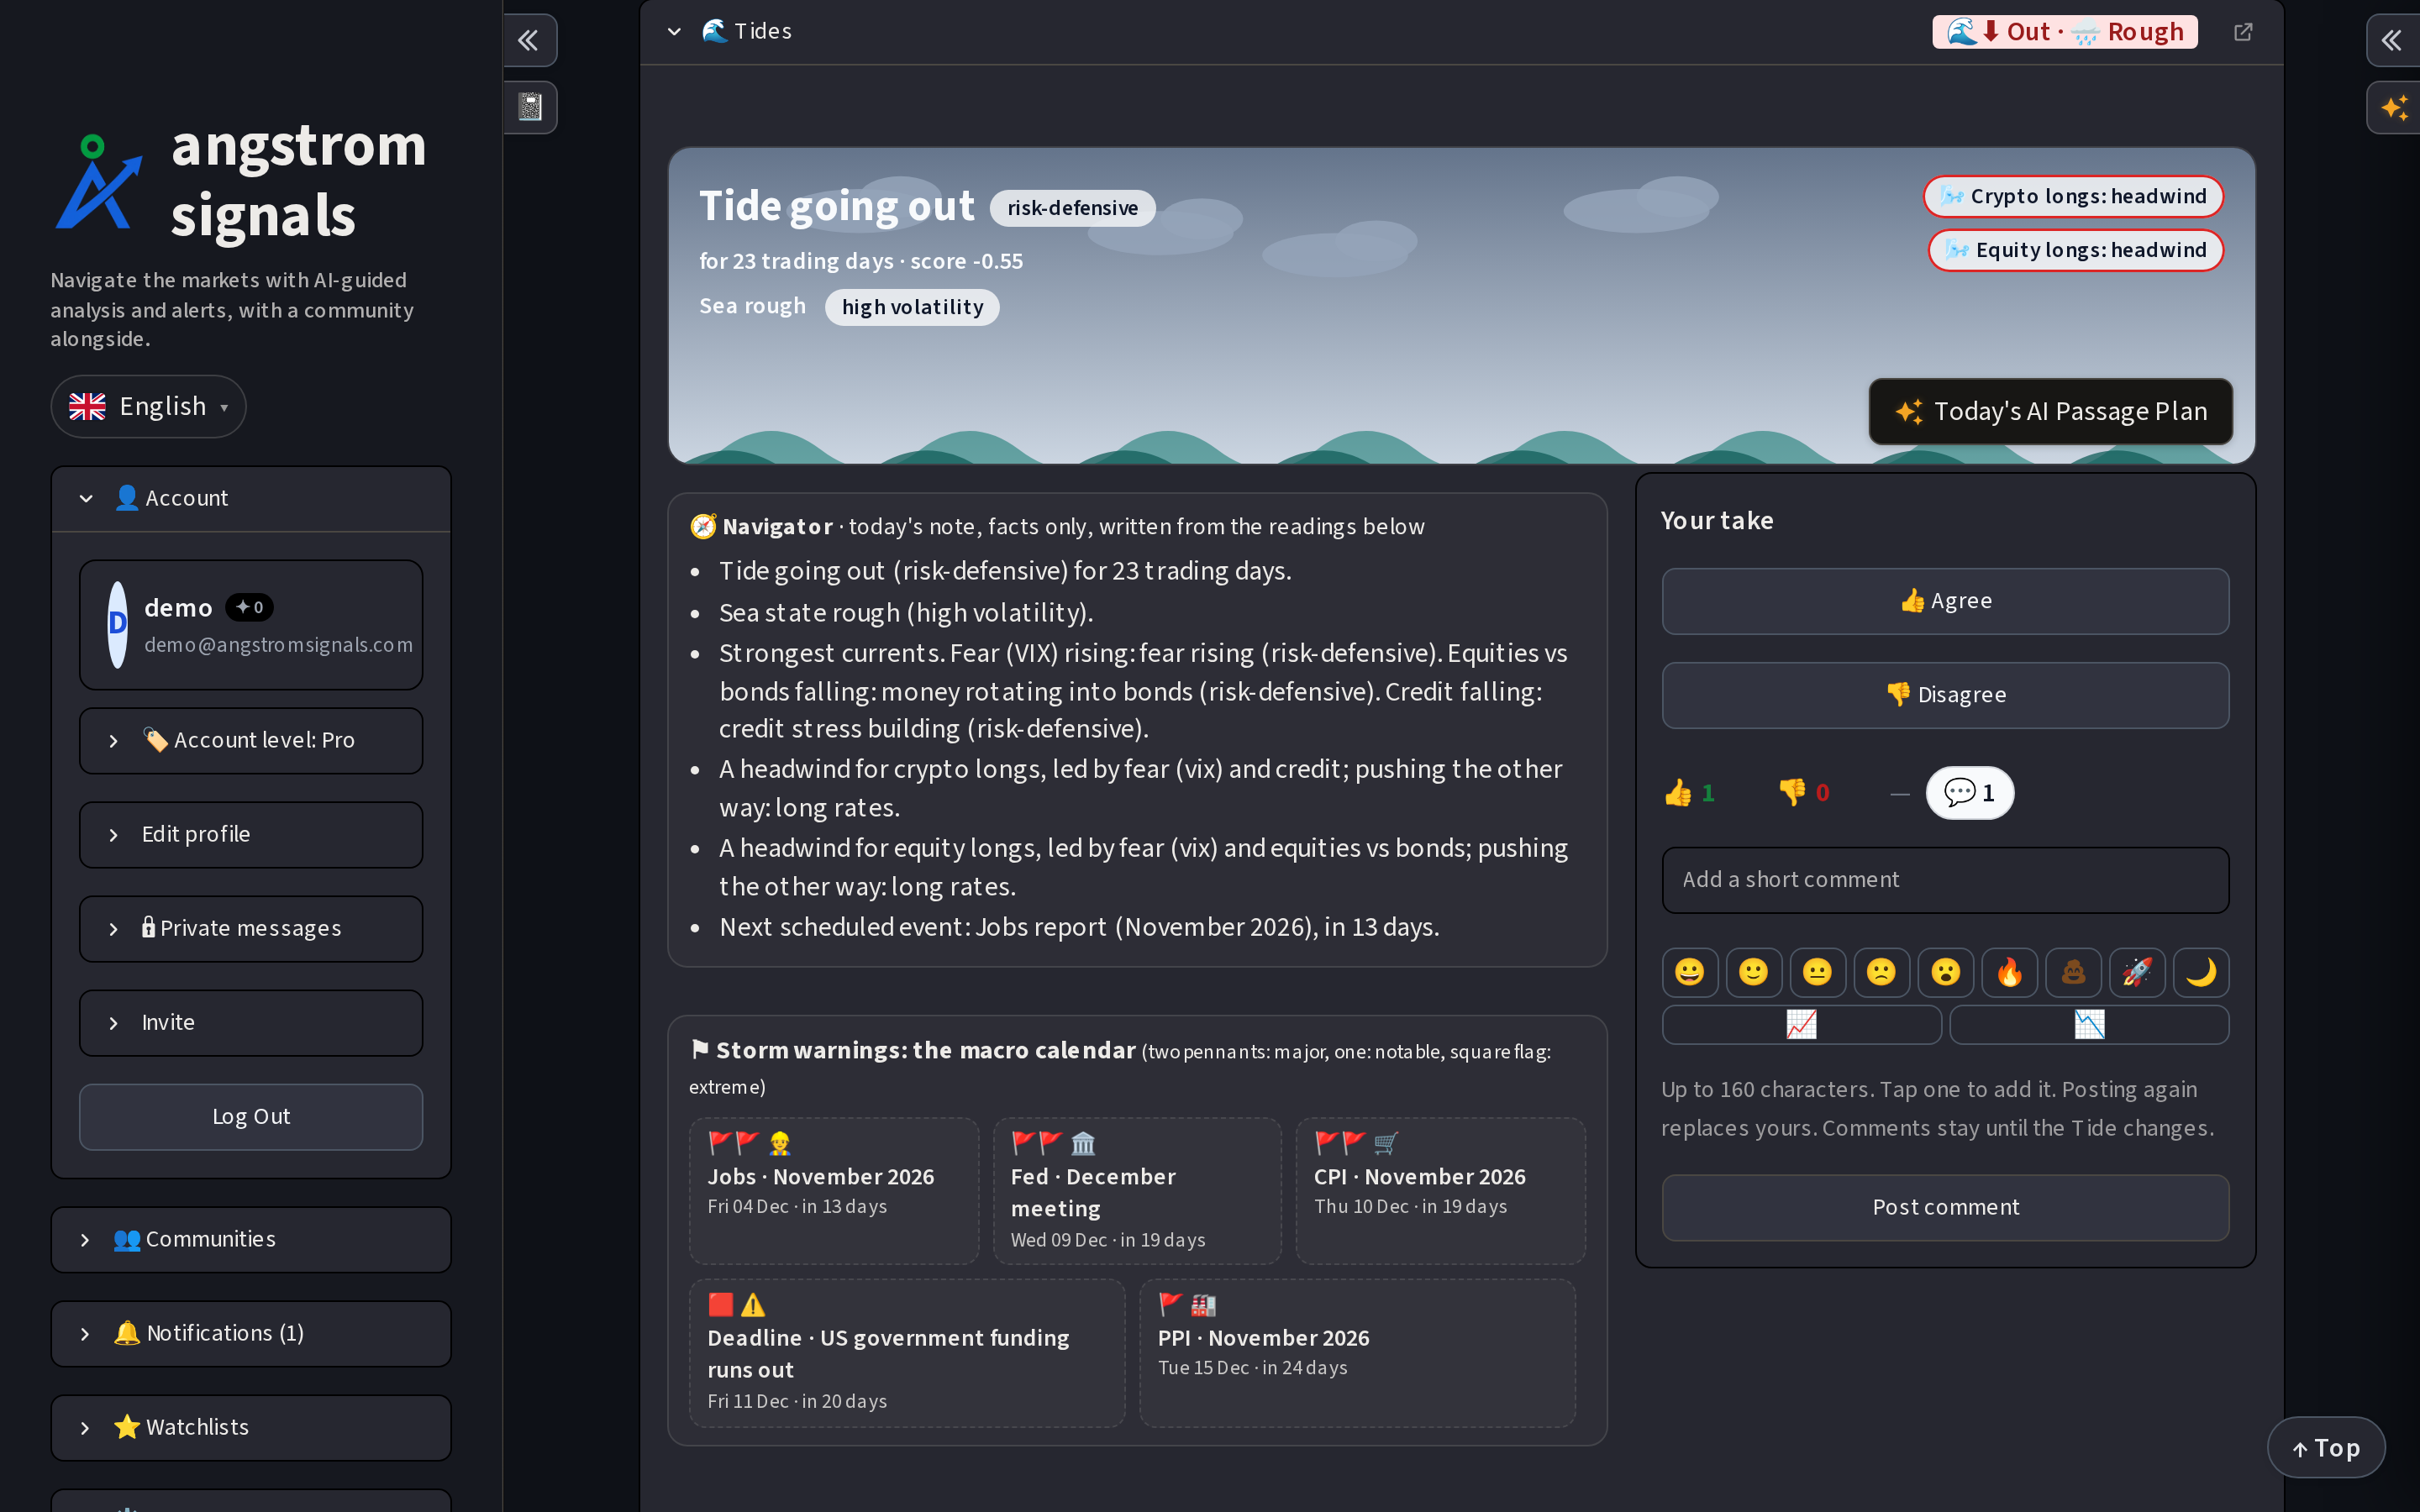 angstrom
signals
Navigate the markets with AI-guided
analysis and alerts, with a community
alongside.
English
Account
D
demo
0
demo@angstromsignals.com
Account level: Pro
Edit profile
Private messages
Invite
Log Out
Communities
Notifications (1)
Watchlists
Tides
Out · Rough
Tide going out
risk-defensive
for 23 trading days · score -0.55
Sea rough
high volatility
Crypto longs: headwind
Equity longs: headwind
Today's AI Passage Plan
Navigator · today's note, facts only, written from the readings below
Tide going out (risk-defensive) for 23 trading days.
Sea state rough (high volatility).
Strongest currents. Fear (VIX) rising: fear rising (risk-defensive). Equities vs
bonds falling: money rotating into bonds (risk-defensive). Credit falling:
credit stress building (risk-defensive).
A headwind for crypto longs, led by fear (vix) and credit; pushing the other
way: long rates.
A headwind for equity longs, led by fear (vix) and equities vs bonds; pushing
the other way: long rates.
Next scheduled event: Jobs report (November 2026), in 13 days.
Storm warnings: the macro calendar (two pennants: major, one: notable, square flag:
extreme)
Jobs · November 2026
Fri 04 Dec · in 13 days
Fed · December
meeting
Wed 09 Dec · in 19 days
CPI · November 2026
Thu 10 Dec · in 19 days
Deadline · US government funding
runs out
Fri 11 Dec · in 20 days
PPI · November 2026
Tue 15 Dec · in 24 days
Your take
Agree
Disagree
1
0
—
1
Add a short comment
Up to 160 characters. Tap one to add it. Posting again
replaces yours. Comments stay until the Tide changes.
Post comment
↑ Top